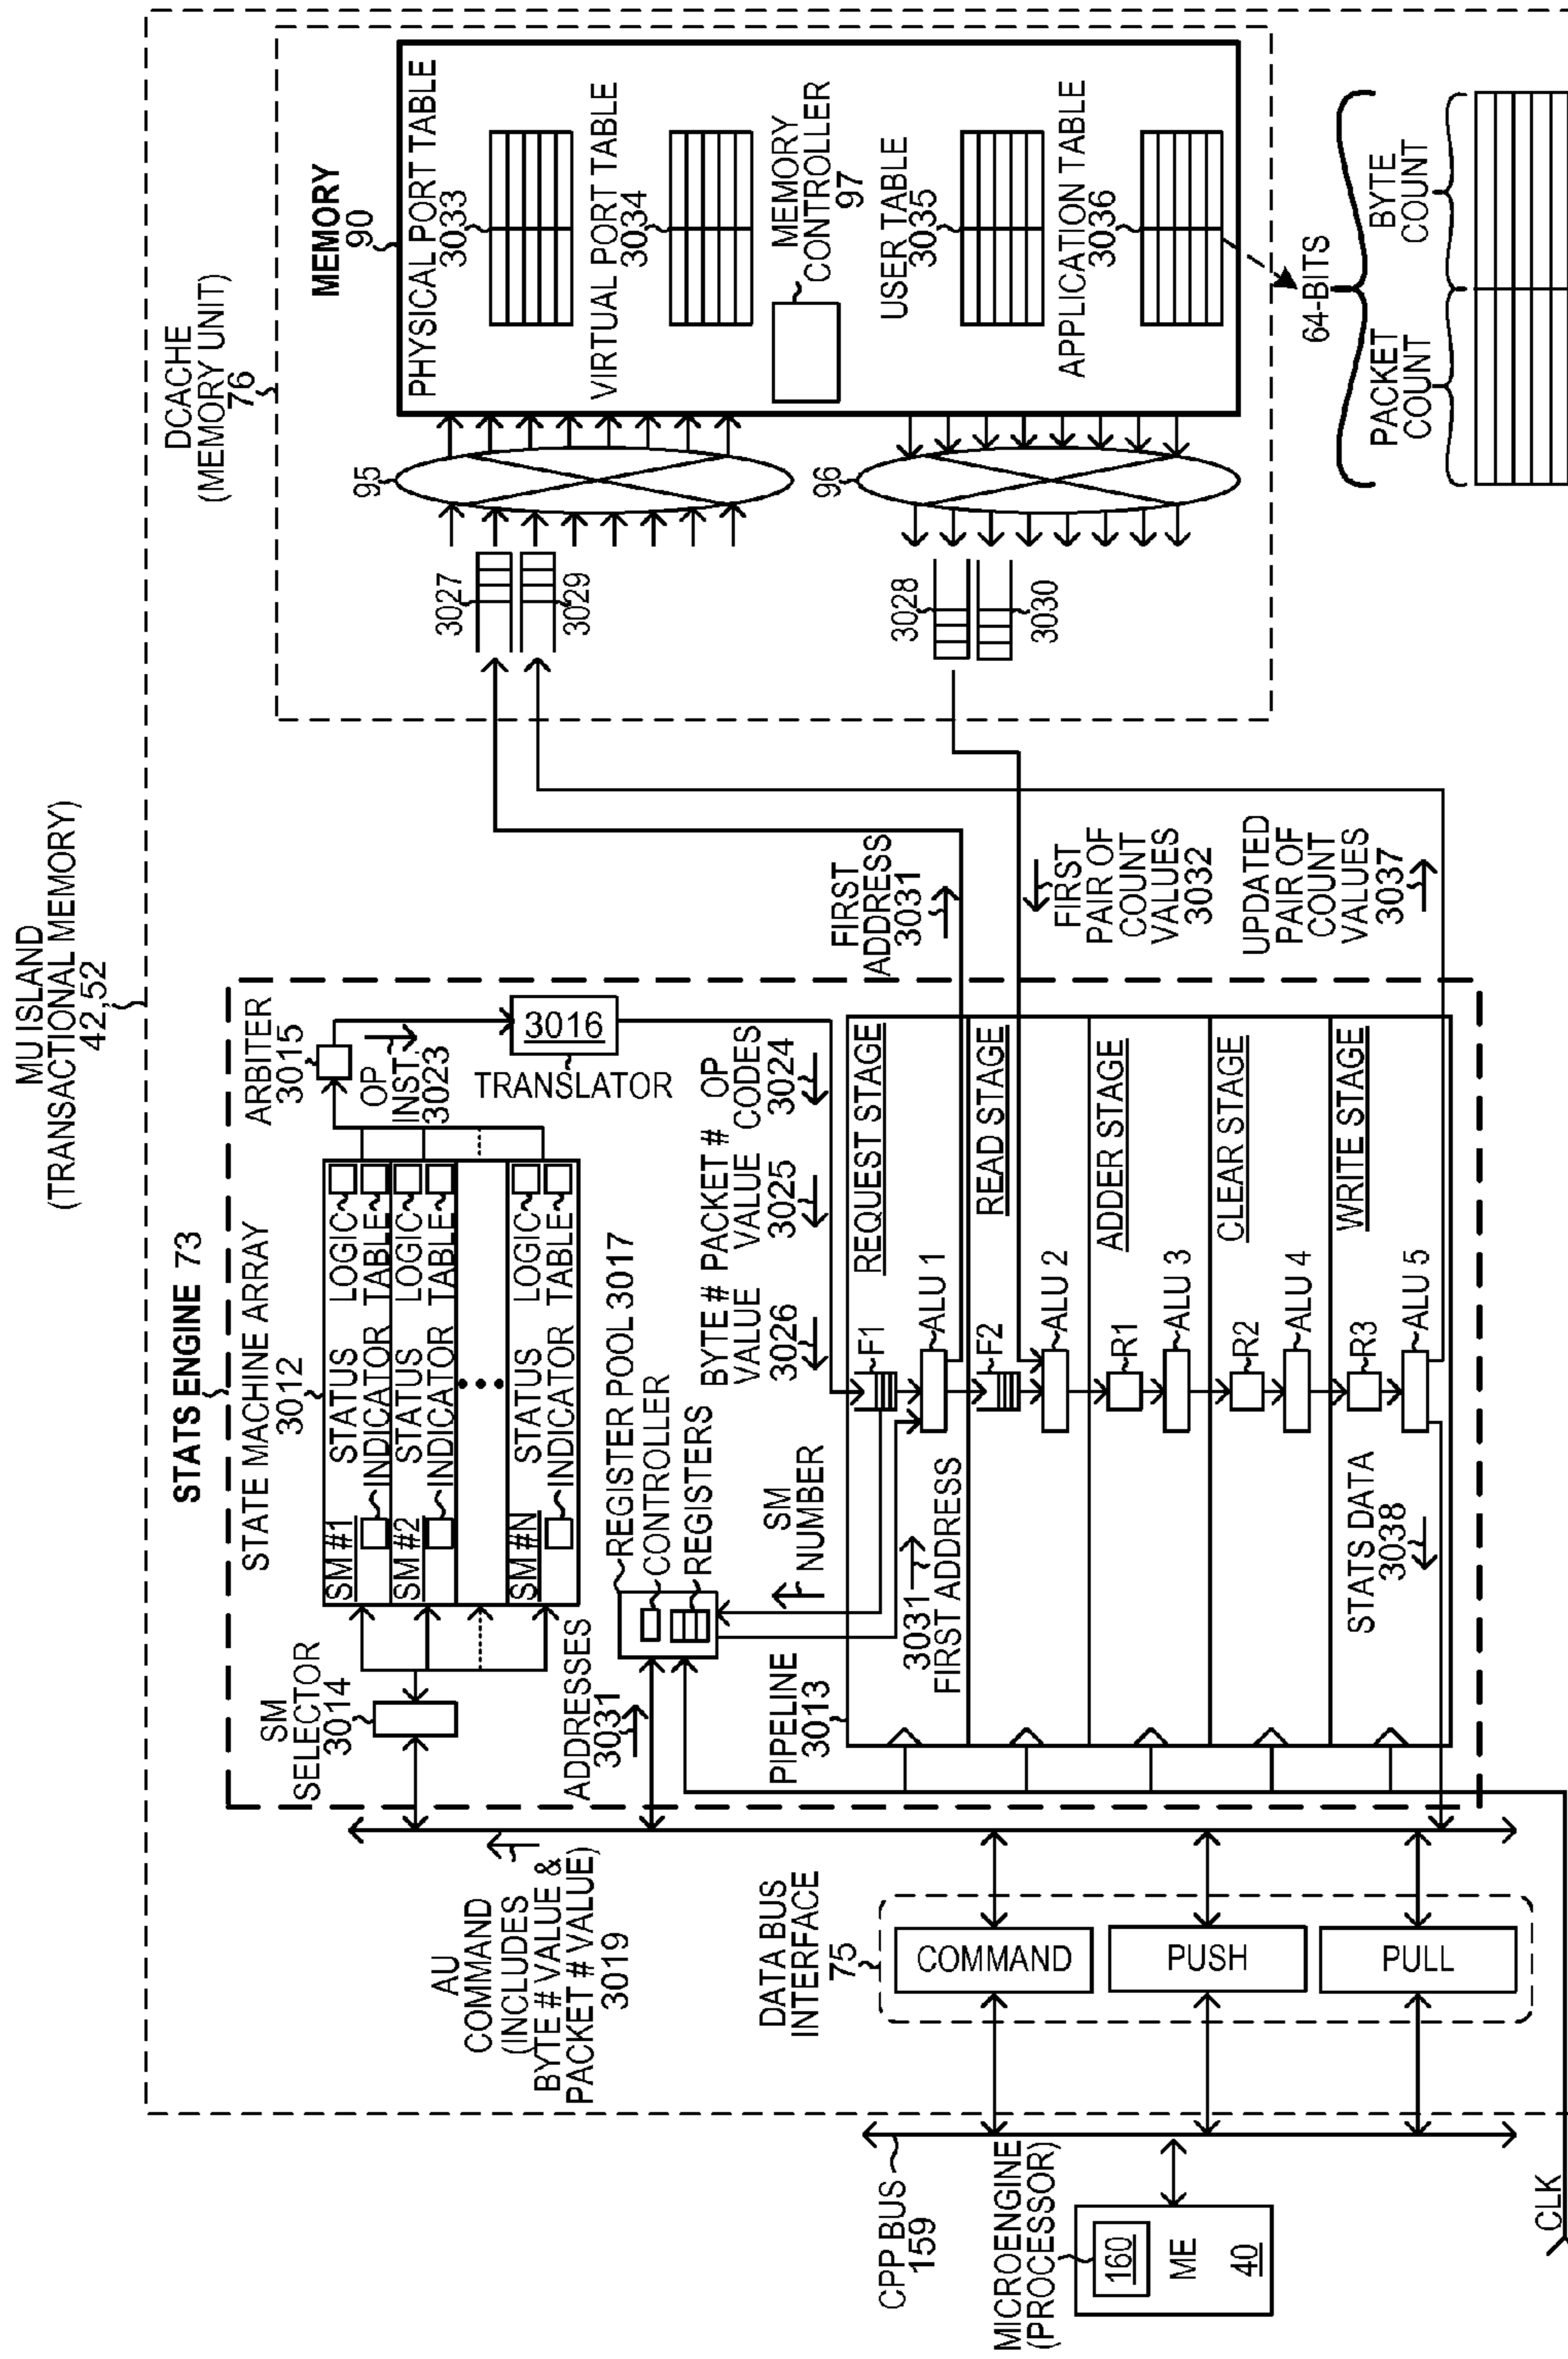 MU ISLAND
(TRANSACTIONAL MEMORY)
42,52
DCACHE
(MEMORY UNIT)
76
MEMORY
90
PHYSICAL PORT TABLE
3033
VIRTUAL PORT TABLE
3034
MEMORY
CONTROLLER
97
USER TABLE
3035
APPLICATION TABLE
3036
64-BITS
PACKET
COUNT
BYTE
COUNT
95
96
3027
3029
3028
3030
STATS ENGINE 73
STATE MACHINE ARRAY
3012
SM #1
STATUS
INDICATOR
LOGIC
TABLE
SM #2
STATUS
INDICATOR
LOGIC
TABLE
SM #N
STATUS
INDICATOR
LOGIC
TABLE
ARBITER
3015
OP
INST.
3023
3016
TRANSLATOR
SM
SELECTOR
3014
ADDRESSES
3031
REGISTER POOL 3017
CONTROLLER
REGISTERS
SM
NUMBER
BYTE #
VALUE
3026
PACKET #
VALUE
3025
OP
CODES
3024
PIPELINE
3013
3031
FIRST ADDRESS
F1
ALU 1
REQUEST STAGE
F2
ALU 2
READ STAGE
R1
ALU 3
ADDER STAGE
R2
ALU 4
CLEAR STAGE
R3
ALU 5
WRITE STAGE
STATS DATA
3038
FIRST
ADDRESS
3031
FIRST
PAIR OF
COUNT
VALUES
3032
UPDATED
PAIR OF
COUNT
VALUES
3037
AU
COMMAND
(INCLUDES
BYTE # VALUE &
PACKET # VALUE)
3019
DATA BUS
INTERFACE
75
COMMAND
PUSH
PULL
CPP BUS
159
MICROENGINE
(PROCESSOR)
160
ME
40
CLK